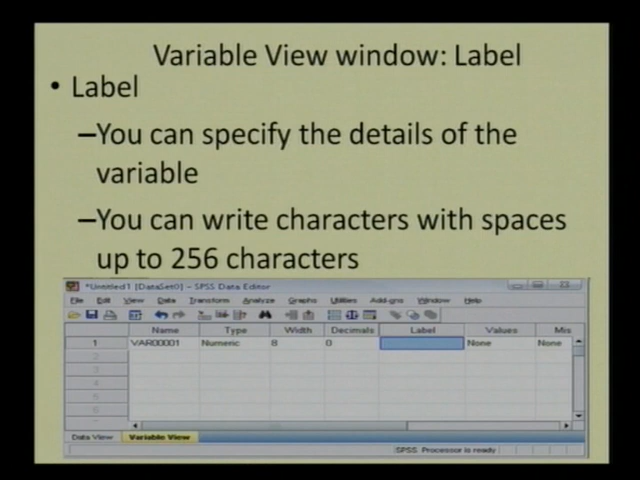 Variable View window: Label
• Label
–You can specify the details of the
variable
–You can write characters with spaces
up to 256 characters
*Untitled1 [DataSet0] - SPSS Data Editor
File Edit View Data Transform Analyze Graphs Utilities Add-ons Window Help
Name Type Width Decimals Label Values Mis
1 VAR00001 Numeric 8 0 None None
2
3
4
5
6
Data View Variable View
SPSS Processor is ready